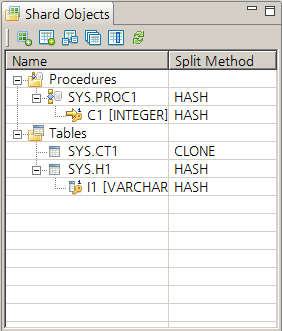 Shard Objects
Name Split Method
Procedures
SYS.PROC1 HASH
C1 [INTEGER] HASH
Tables
SYS.CT1 CLONE
SYS.H1 HASH
I1 [VARCHAR HASH